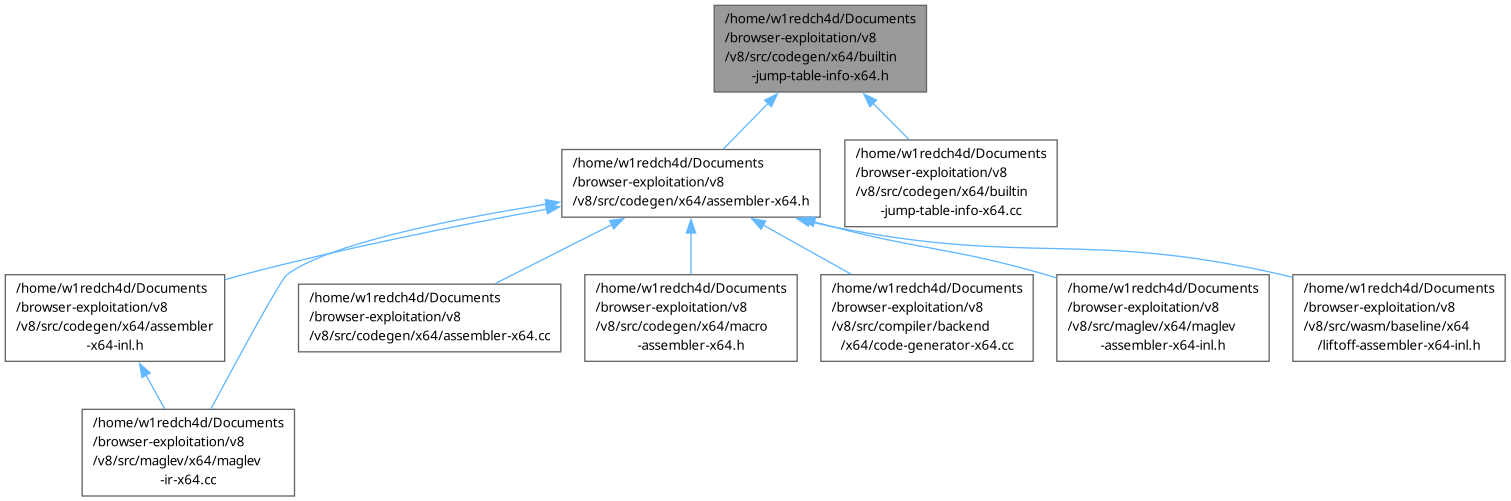 /home/w1redch4d/Documents
/browser-exploitation/v8
/v8/src/codegen/x64/builtin
-jump-table-info-x64.h
/home/w1redch4d/Documents
/browser-exploitation/v8
/v8/src/codegen/x64/assembler-x64.h
/home/w1redch4d/Documents
/browser-exploitation/v8
/v8/src/codegen/x64/builtin
-jump-table-info-x64.cc
/home/w1redch4d/Documents
/browser-exploitation/v8
/v8/src/codegen/x64/assembler
-x64-inl.h
/home/w1redch4d/Documents
/browser-exploitation/v8
/v8/src/codegen/x64/assembler-x64.cc
/home/w1redch4d/Documents
/browser-exploitation/v8
/v8/src/codegen/x64/macro
-assembler-x64.h
/home/w1redch4d/Documents
/browser-exploitation/v8
/v8/src/compiler/backend
/x64/code-generator-x64.cc
/home/w1redch4d/Documents
/browser-exploitation/v8
/v8/src/maglev/x64/maglev
-assembler-x64-inl.h
/home/w1redch4d/Documents
/browser-exploitation/v8
/v8/src/wasm/baseline/x64
/liftoff-assembler-x64-inl.h
/home/w1redch4d/Documents
/browser-exploitation/v8
/v8/src/maglev/x64/maglev
-ir-x64.cc